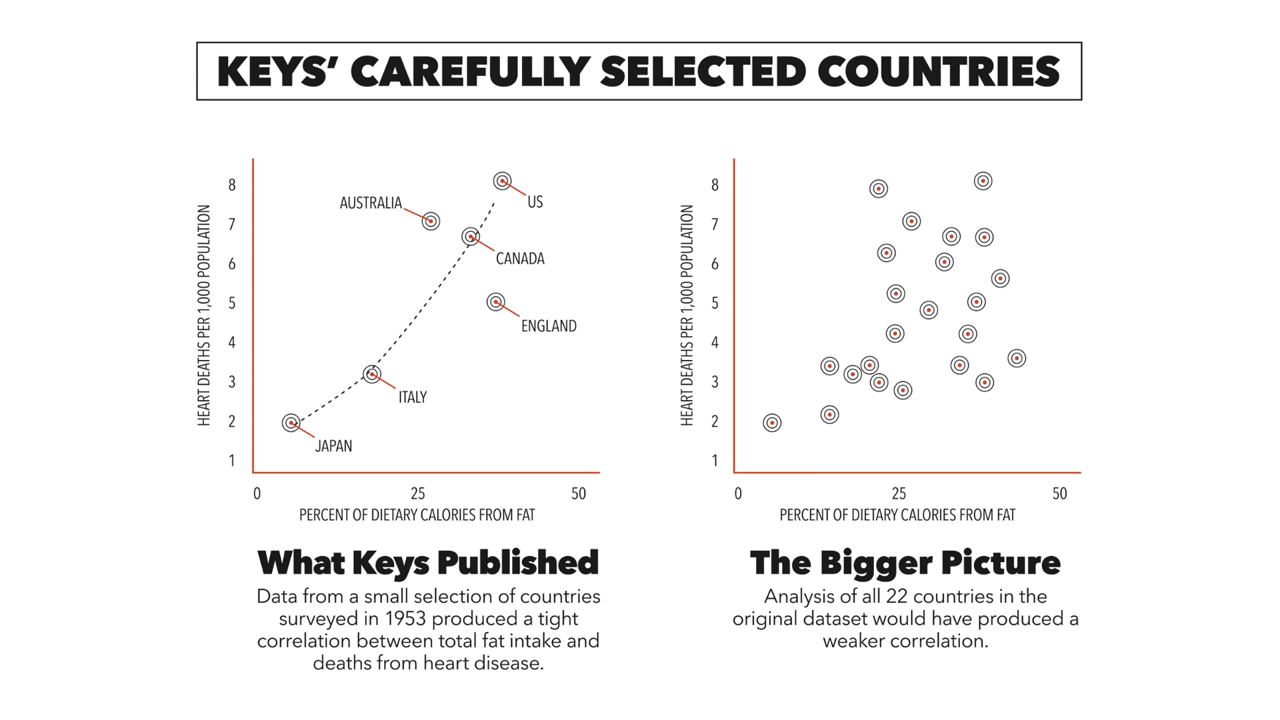 KEYS' CAREFULLY SELECTED COUNTRIES
HEART DEATHS PER 1,000 POPULATION
8
7
6
5
4
3
2
1
AUSTRALIA
US
CANADA
ENGLAND
ITALY
JAPAN
0 25 50
PERCENT OF DIETARY CALORIES FROM FAT
What Keys Published
Data from a small selection of countries
surveyed in 1953 produced a tight
correlation between total fat intake and
deaths from heart disease.
HEART DEATHS PER 1,000 POPULATION
8
7
6
5
4
3
2
1
0 25 50
PERCENT OF DIETARY CALORIES FROM FAT
The Bigger Picture
Analysis of all 22 countries in the
original dataset would have produced a
weaker correlation.